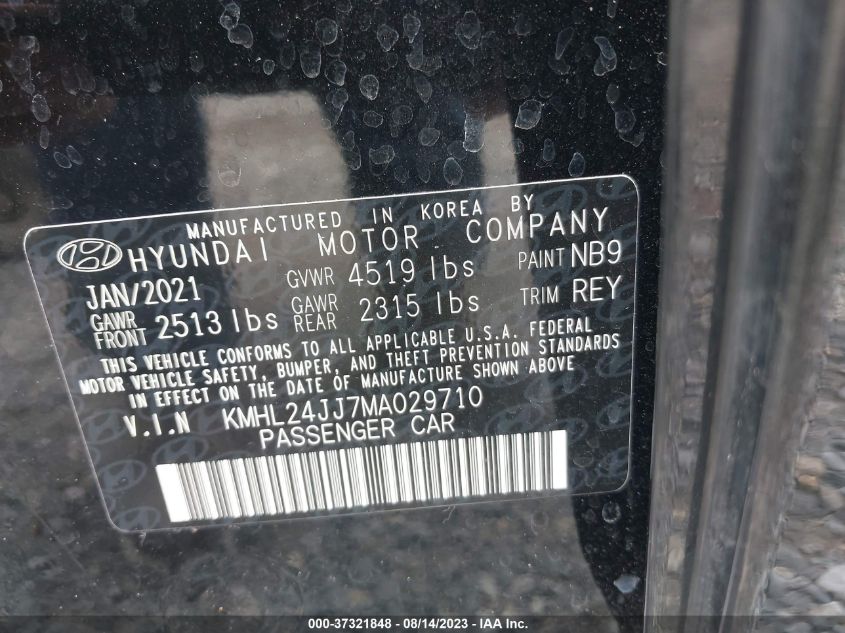 MANUFACTURED IN KOREA BY
HYUNDAI MOTOR COMPANY
JAN/2021 GVWR 4519 lbs PAINT NB9
GAWR FRONT 2513 lbs GAWR REAR 2315 lbs TRIM REY
THIS VEHICLE CONFORMS TO ALL APPLICABLE U.S.A. FEDERAL
MOTOR VEHICLE SAFETY, BUMPER, AND THEFT PREVENTION STANDARDS
IN EFFECT ON THE DATE OF MANUFACTURE SHOWN ABOVE
V.I.N KMHL24JJ7MA029710
PASSENGER CAR
000-37321848 - 08/14/2023 - IAA Inc.